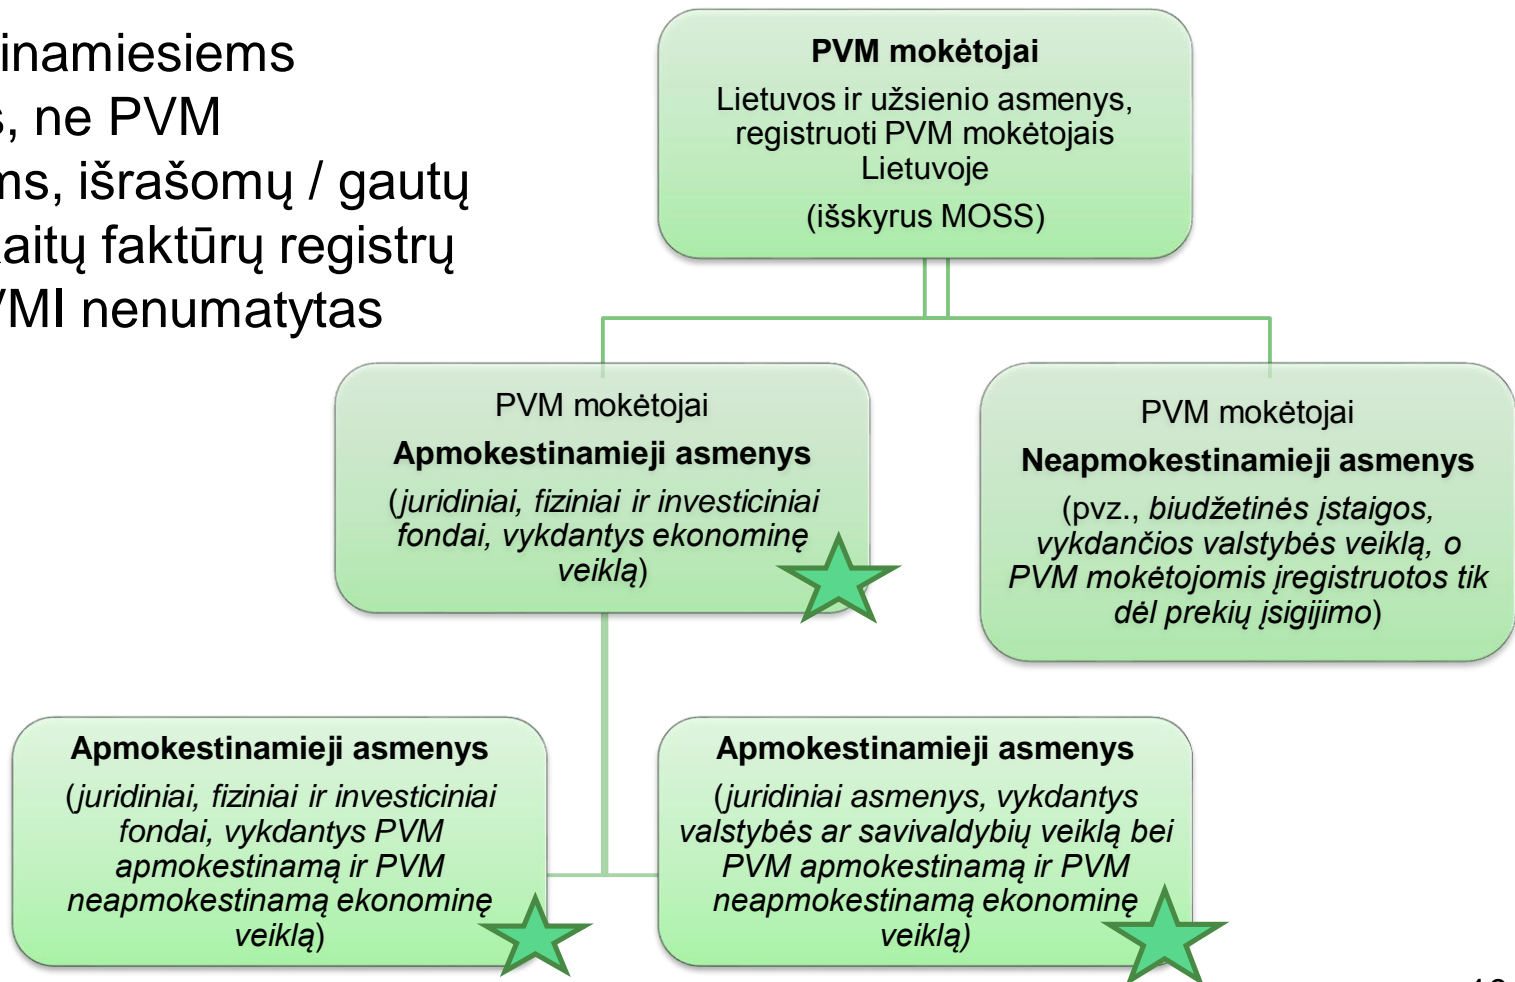 inamiesiems
, ne PVM
ms, išrašomų / gautų
aitų faktūrų registrų
VMI nenumatytas
PVM mokėtojai
Lietuvos ir užsienio asmenys,
registruoti PVM mokėtojais
Lietuvoje
(išskyrus MOSS)
PVM mokėtojai
Apmokestinamieji asmenys
(juridiniai, fiziniai ir investiciniai
fondai, vykdantys ekonominę
veiklą)
PVM mokėtojai
Neapmokestinamieji asmenys
(pvz., biudžetinės įstaigos,
vykdančios valstybės veiklą, o
PVM mokėtojomis įregistruotos tik
dėl prekių įsigijimo)
Apmokestinamieji asmenys
(juridiniai, fiziniai ir investiciniai
fondai, vykdantys PVM
apmokestinamą ir PVM
neapmokestinamą ekonominę
veiklą)
Apmokestinamieji asmenys
(juridiniai asmenys, vykdantys
valstybės ar savivaldybių veiklą bei
PVM apmokestinamą ir PVM
neapmokestinamą ekonominę
veiklą)